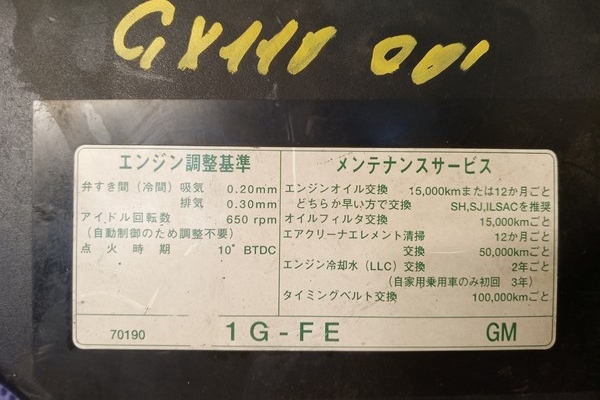 GX110 001
エンジン調整基準
弁すき間（冷間）吸気 0.20mm
排気 0.30mm
アイドル回転数 650 rpm
（自動制御のため調整不要）
点火時期 10° BTDC
メンテナンスサービス
エンジンオイル交換 15,000kmまたは12か月ごと
どちらか早い方で交換 SH,SJ,ILSACを推奨
オイルフィルタ交換 15,000kmごと
エアクリーナエレメント清掃 12か月ごと
交換 50,000kmごと
エンジン冷却水（LLC）交換 2年ごと
（自家用乗用車のみ初回 3年）
タイミングベルト交換 100,000kmごと
70190 1G-FE GM